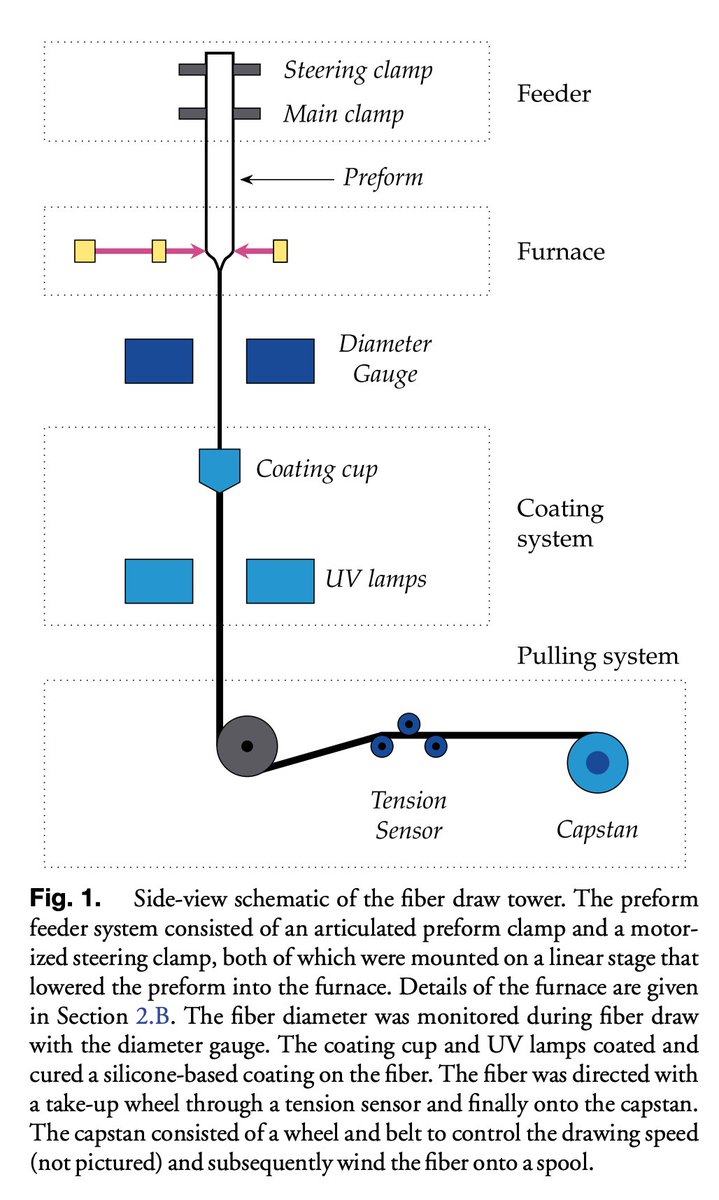 Steering clamp
Feeder
Main clamp
Preform
Furnace
Diameter
Gauge
Coating cup
Coating
system
UV lamps
Pulling system
Tension
Sensor
Capstan
Fig. 1. Side-view schematic of the fiber draw tower. The preform
feeder system consisted of an articulated preform clamp and a motor-
ized steering clamp, both of which were mounted on a linear stage that
lowered the preform into the furnace. Details of the furnace are given
in Section 2.B. The fiber diameter was monitored during fiber draw
with the diameter gauge. The coating cup and UV lamps coated and
cured a silicone-based coating on the fiber. The fiber was directed with
a take-up wheel through a tension sensor and finally onto the capstan.
The capstan consisted of a wheel and belt to control the drawing speed
(not pictured) and subsequently wind the fiber onto a spool.